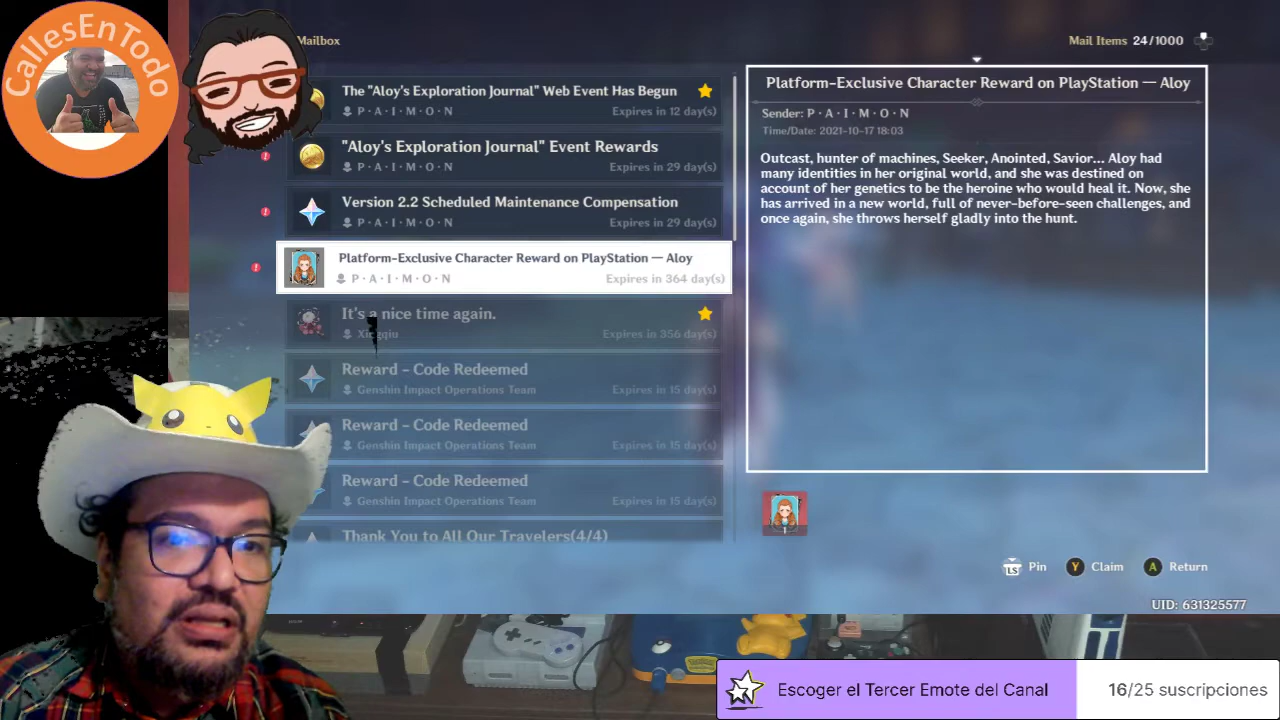 CallesEnTodo
Mailbox
Mail Items 24/1000
The "Aloy's Exploration Journal" Web Event Has Begun
P·A·I·M·O·N
Expires in 12 day(s)
"Aloy's Exploration Journal" Event Rewards
P·A·I·M·O·N
Expires in 29 day(s)
Version 2.2 Scheduled Maintenance Compensation
P·A·I·M·O·N
Expires in 29 day(s)
Platform-Exclusive Character Reward on PlayStation — Aloy
P·A·I·M·O·N
Expires in 364 day(s)
It's a nice time again.
Xingqiu
Expires in 356 day(s)
Reward – Code Redeemed
Genshin Impact Operations Team
Expires in 15 day(s)
Reward – Code Redeemed
Genshin Impact Operations Team
Expires in 15 day(s)
Reward – Code Redeemed
Genshin Impact Operations Team
Expires in 15 day(s)
Thank You to All Our Travelers(4/4)
Platform-Exclusive Character Reward on PlayStation — Aloy
Sender: P·A·I·M·O·N
Time/Date: 2021-10-17 18:03
Outcast, hunter of machines, Seeker, Anointed, Savior... Aloy had
many identities in her original world, and she was destined on
account of her genetics to be the heroine who would heal it. Now, she
has arrived in a new world, full of never-before-seen challenges, and
once again, she throws herself gladly into the hunt.
1
LS Pin
Y Claim
A Return
UID: 631325577
Escoger el Tercer Emote del Canal
16/25 suscripciones